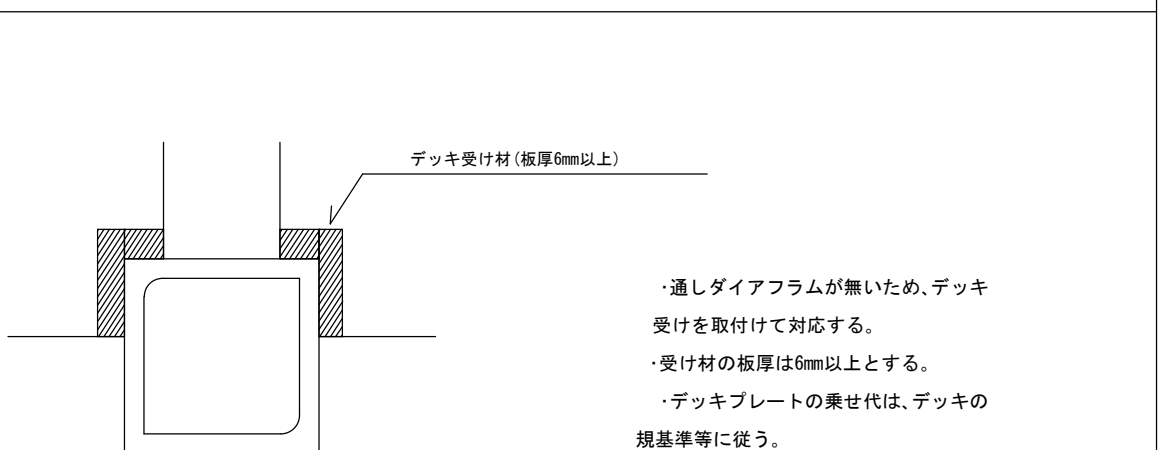 デッキ受け材(板厚6㎜以上)
・通しダイアフラムが無いため、デッキ
受けを取付けて対応する。
・受け材の板厚は6㎜以上とする。
・デッキプレートの乗せ代は、デッキの
規基準等に従う。